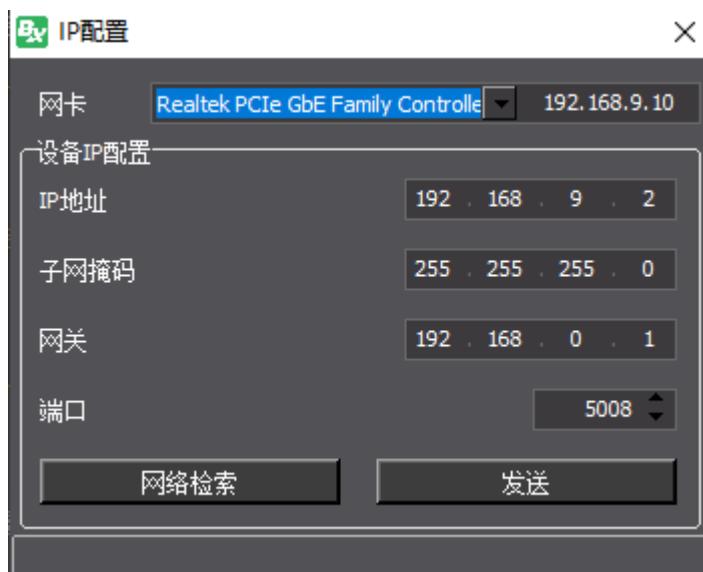 BX IP配置
网卡 Realtek PCIe GbE Family Controlle 192.168.9.10
设备IP配置
IP地址 192 . 168 . 9 . 2
子网掩码 255 . 255 . 255 . 0
网关 192 . 168 . 0 . 1
端口 5008
网络检索 发送